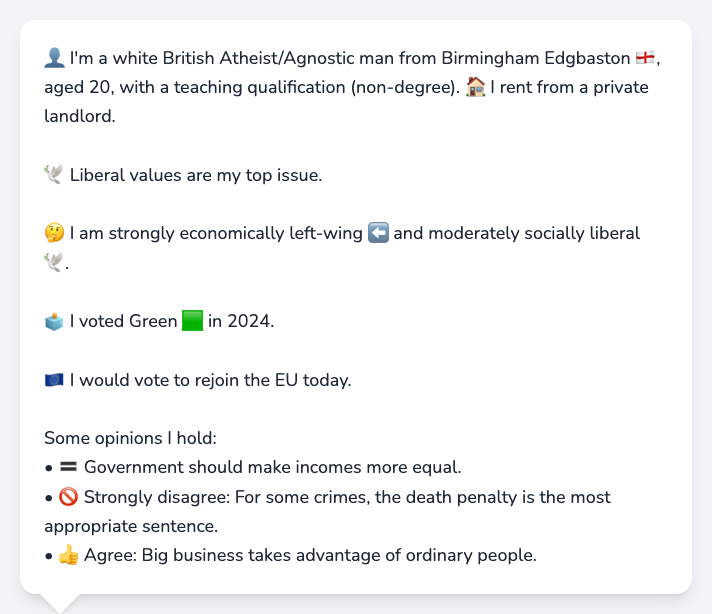 👤 I'm a white British Atheist/Agnostic man from Birmingham Edgbaston 🏴󠁧󠁢󠁥󠁮󠁧󠁿,
aged 20, with a teaching qualification (non-degree). 🏠 I rent from a private
landlord.
🕊️ Liberal values are my top issue.
🤔 I am strongly economically left-wing ⬅️ and moderately socially liberal
🕊️.
🗳️ I voted Green 🟩 in 2024.
🇪🇺 I would vote to rejoin the EU today.
Some opinions I hold:
• 🟰 Government should make incomes more equal.
• 🚫 Strongly disagree: For some crimes, the death penalty is the most
appropriate sentence.
• 👍 Agree: Big business takes advantage of ordinary people.